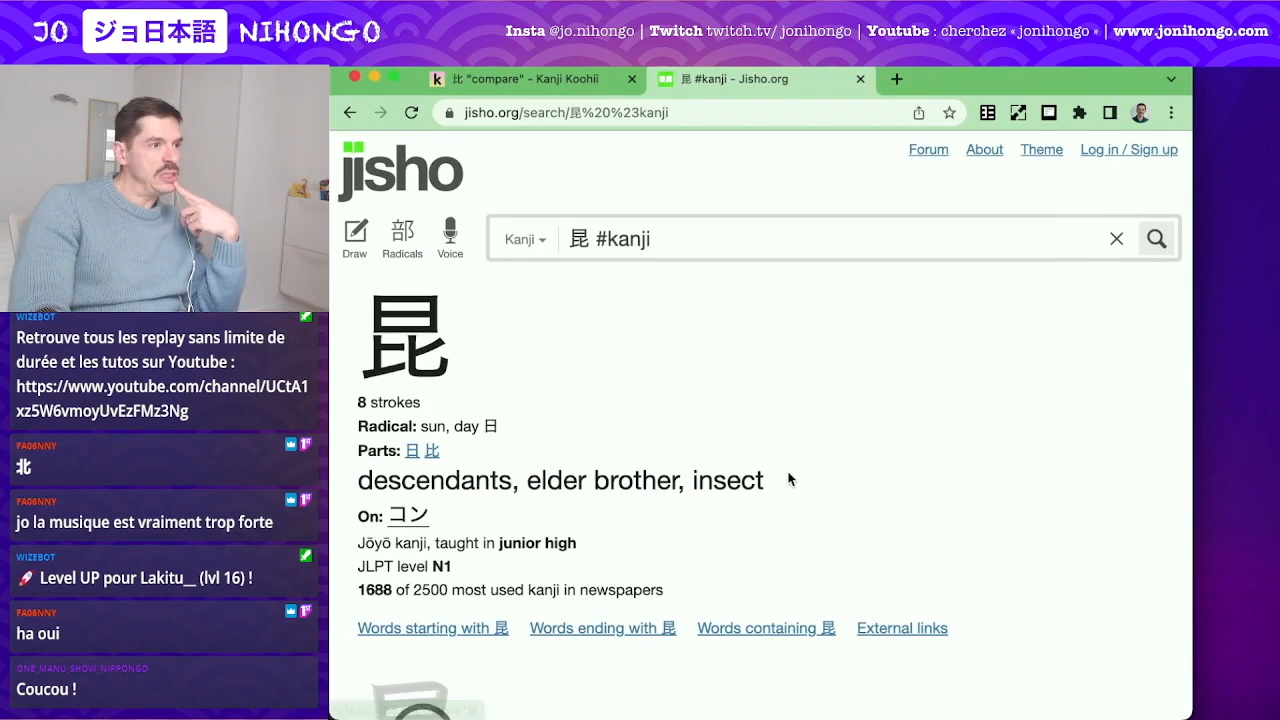 JO ジョ日本語 NIHONGO
Insta @jo.nihongo | Twitch twitch.tv/ jonihongo | Youtube : cherchez « jonihongo » | www.jonihongo.com
比 "compare" - Kanji Koohii
昆 #kanji - Jisho.org
jisho.org/search/昆%20%23kanji
jisho
Forum About Theme Log in / Sign up
Draw
部 Radicals
Voice
Kanji 昆 #kanji
昆
8 strokes
Radical: sun, day 日
Parts: 日 比
descendants, elder brother, insect
On: コン
Jōyō kanji, taught in junior high
JLPT level N1
1688 of 2500 most used kanji in newspapers
Words starting with 昆 Words ending with 昆 Words containing 昆 External links
WIZEBOT
Retrouve tous les replay sans limite de
durée et les tutos sur Youtube :
https://www.youtube.com/channel/UCtA1
xz5W6vmoyUvEzFMz3Ng
FA06NNY
北
FA06NNY
jo la musique est vraiment trop forte
WIZEBOT
🚀 Level UP pour Lakitu__ (lvl 16) !
FA06NNY
ha oui
ONE_MANU_SHOW_NIPPONGO
Coucou !